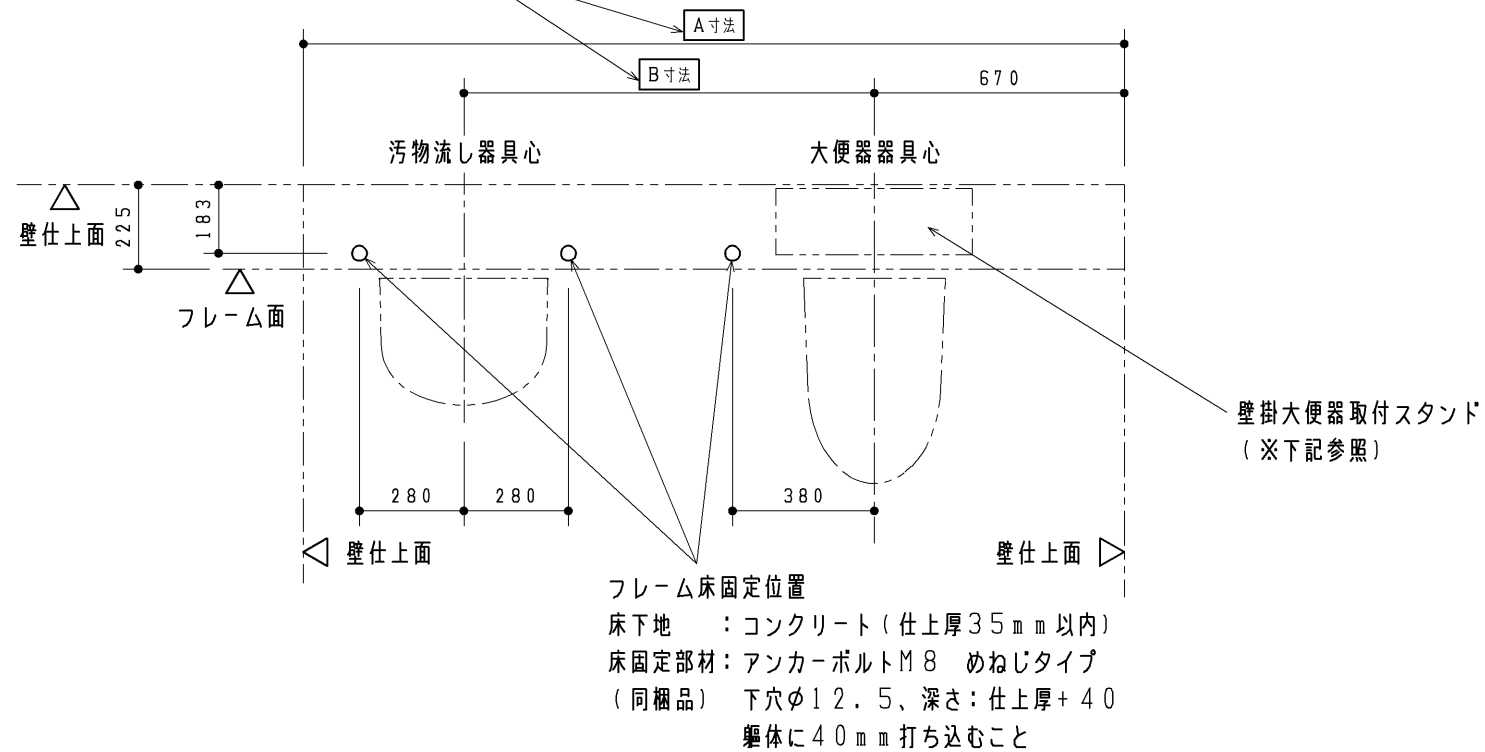 A寸法
B寸法
670
汚物流し器具心
大便器器具心
壁仕上面
225
183
フレーム面
壁掛大便器取付スタンド
(※下記参照)
280
280
380
壁仕上面
壁仕上面
フレーム床固定位置
床下地 :コンクリート(仕上厚35mm以内)
床固定部材:アンカーボルトM8 めねじタイプ
(同梱品) 下穴φ12.5、深さ:仕上厚+40
躯体に40mm打ち込むこと